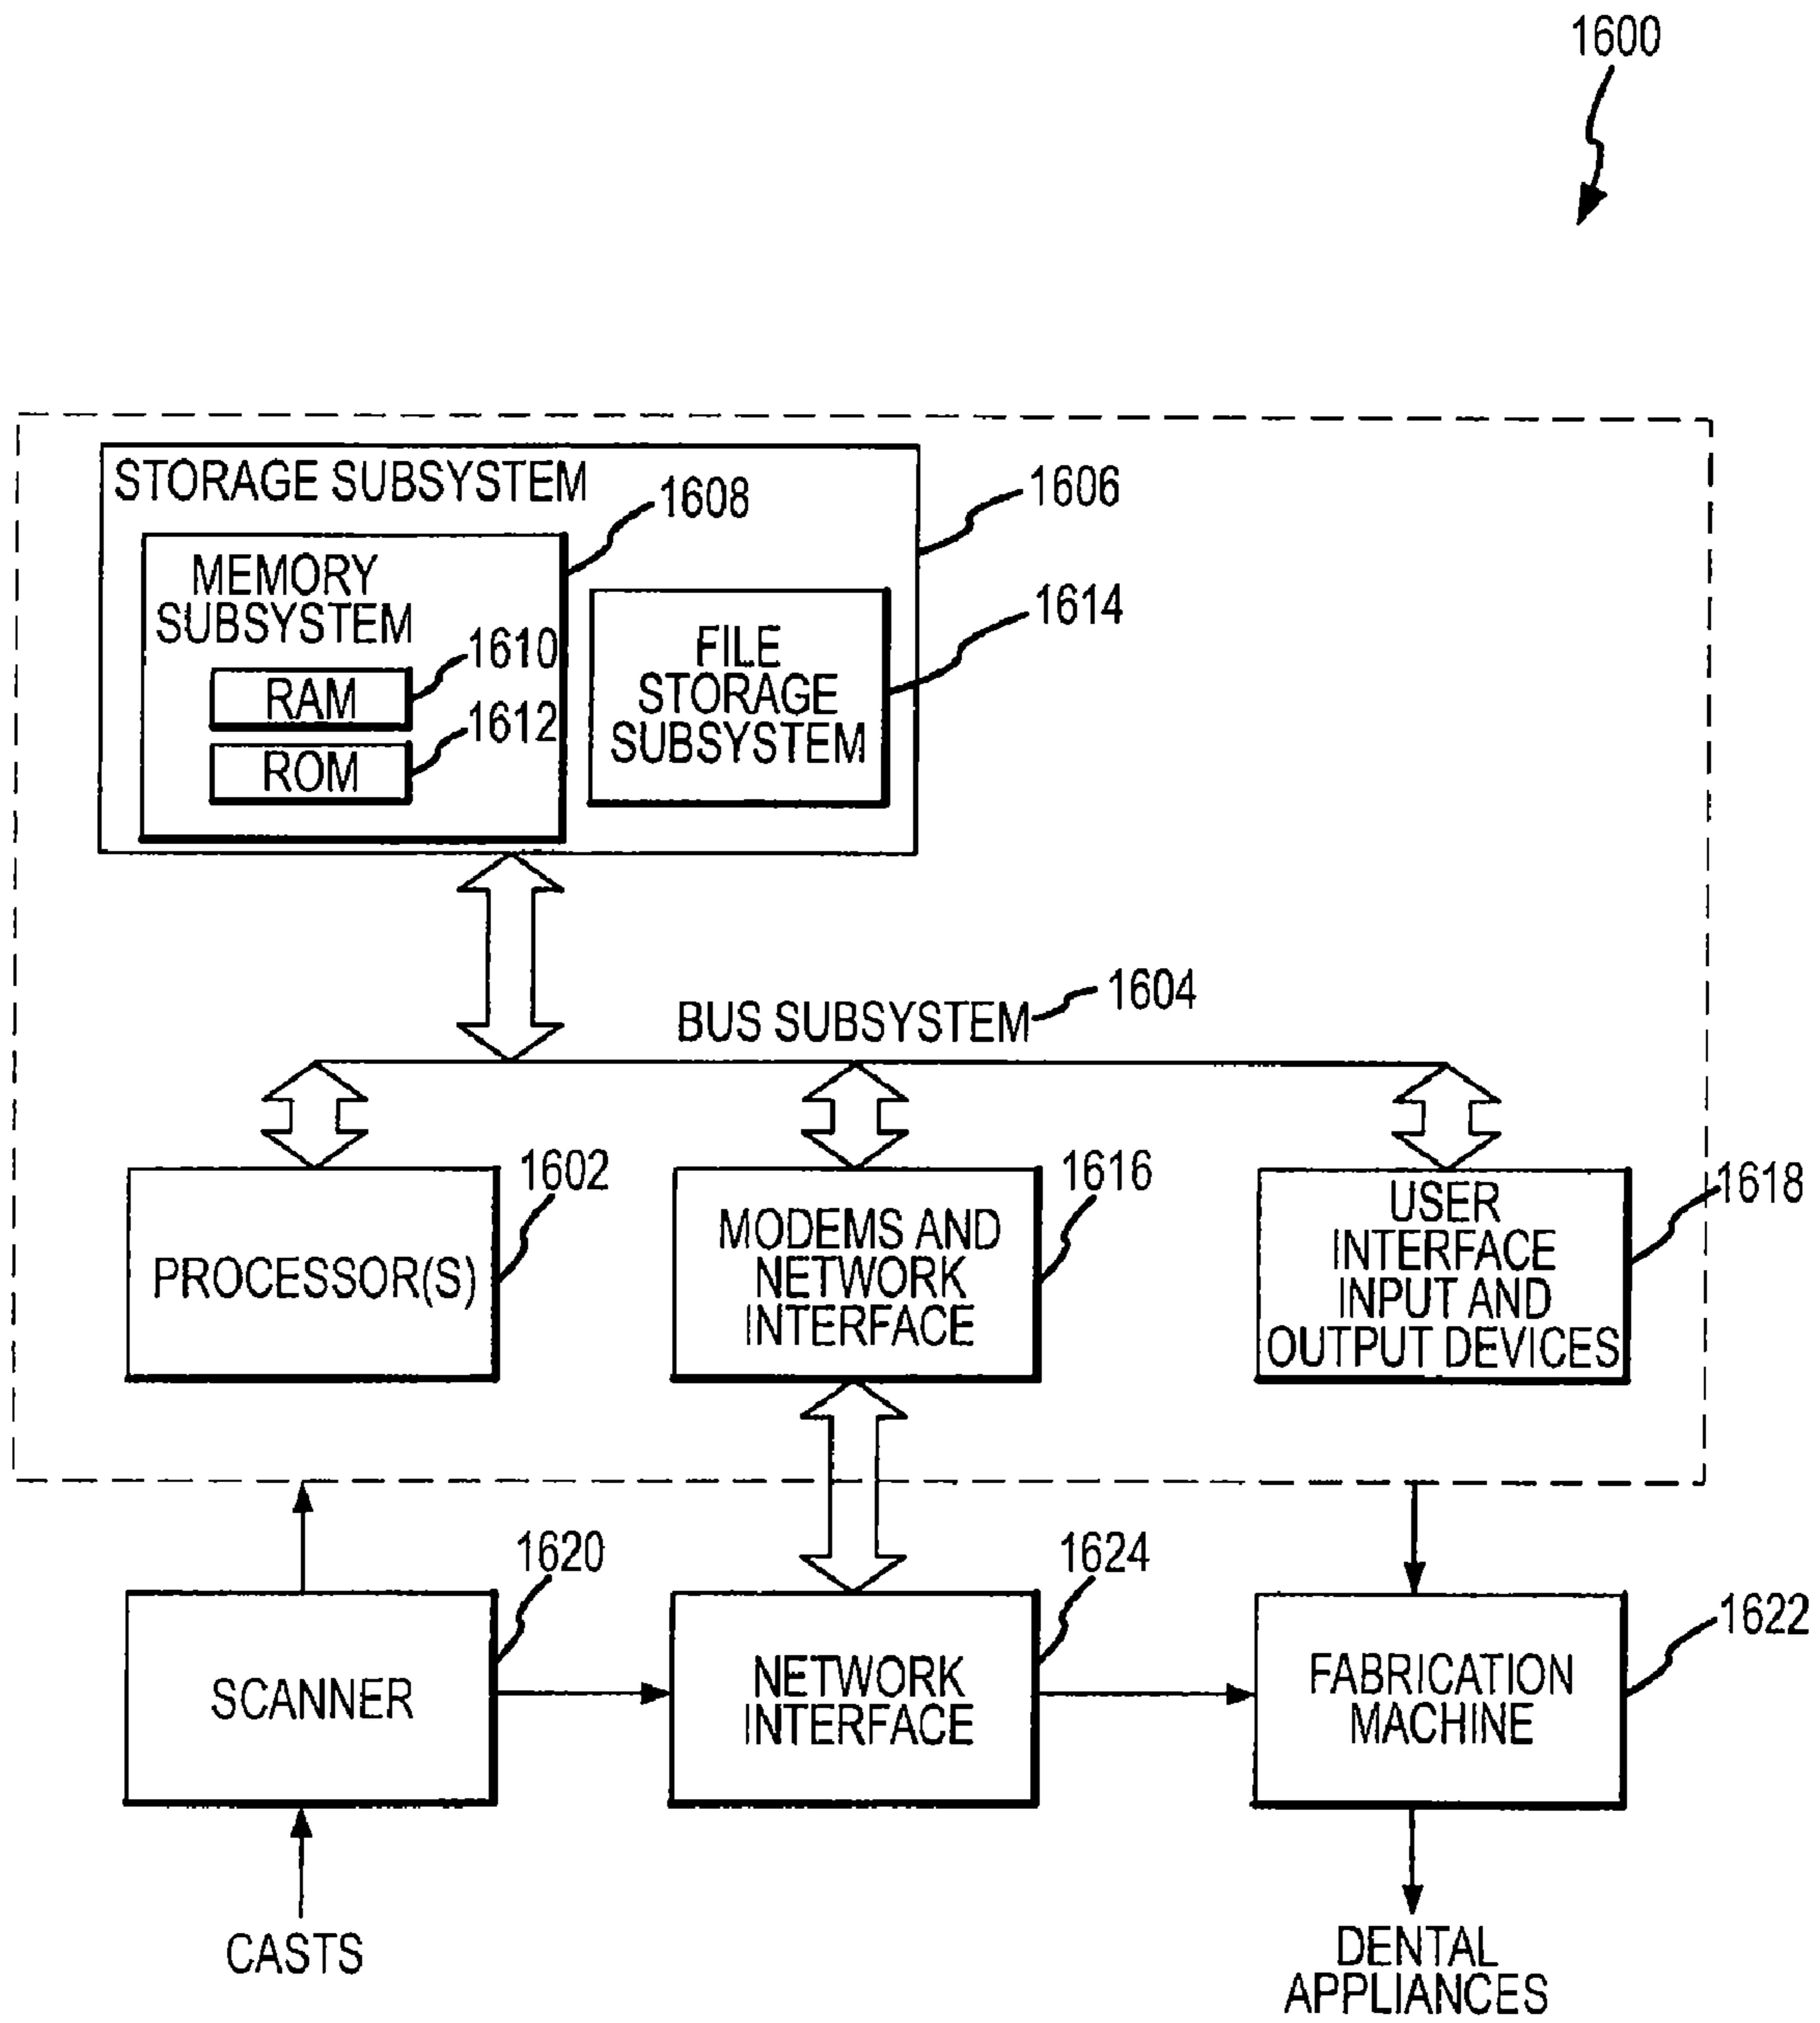 1600
STORAGE SUBSYSTEM
1608
1606
MEMORY
SUBSYSTEM
1614
1610
FILE
STORAGE
SUBSYSTEM
RAM
1612
ROM
1604
BUS SUBSYSTEM
1602
1616
1618
PROCESSOR(S)
MODEMS AND
NETWORK
INTERFACE
USER
INTERFACE
INPUT AND
OUTPUT DEVICES
1620
1624
1622
SCANNER
NETWORK
INTERFACE
FABRICATION
MACHINE
CASTS
DENTAL
APPLIANCES